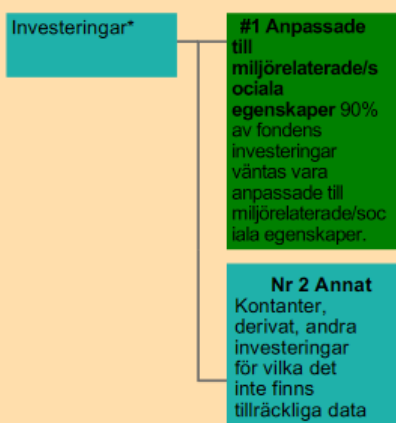 Investeringar*
#1 Anpassade
till
miljörelaterade/s
ociala
egenskaper 90%
av fondens
investeringar
väntas vara
anpassade till
miljörelaterade/soc
iala egenskaper.
Nr 2 Annat
Kontanter,
derivat, andra
investeringar
för vilka det
inte finns
tillräckliga data